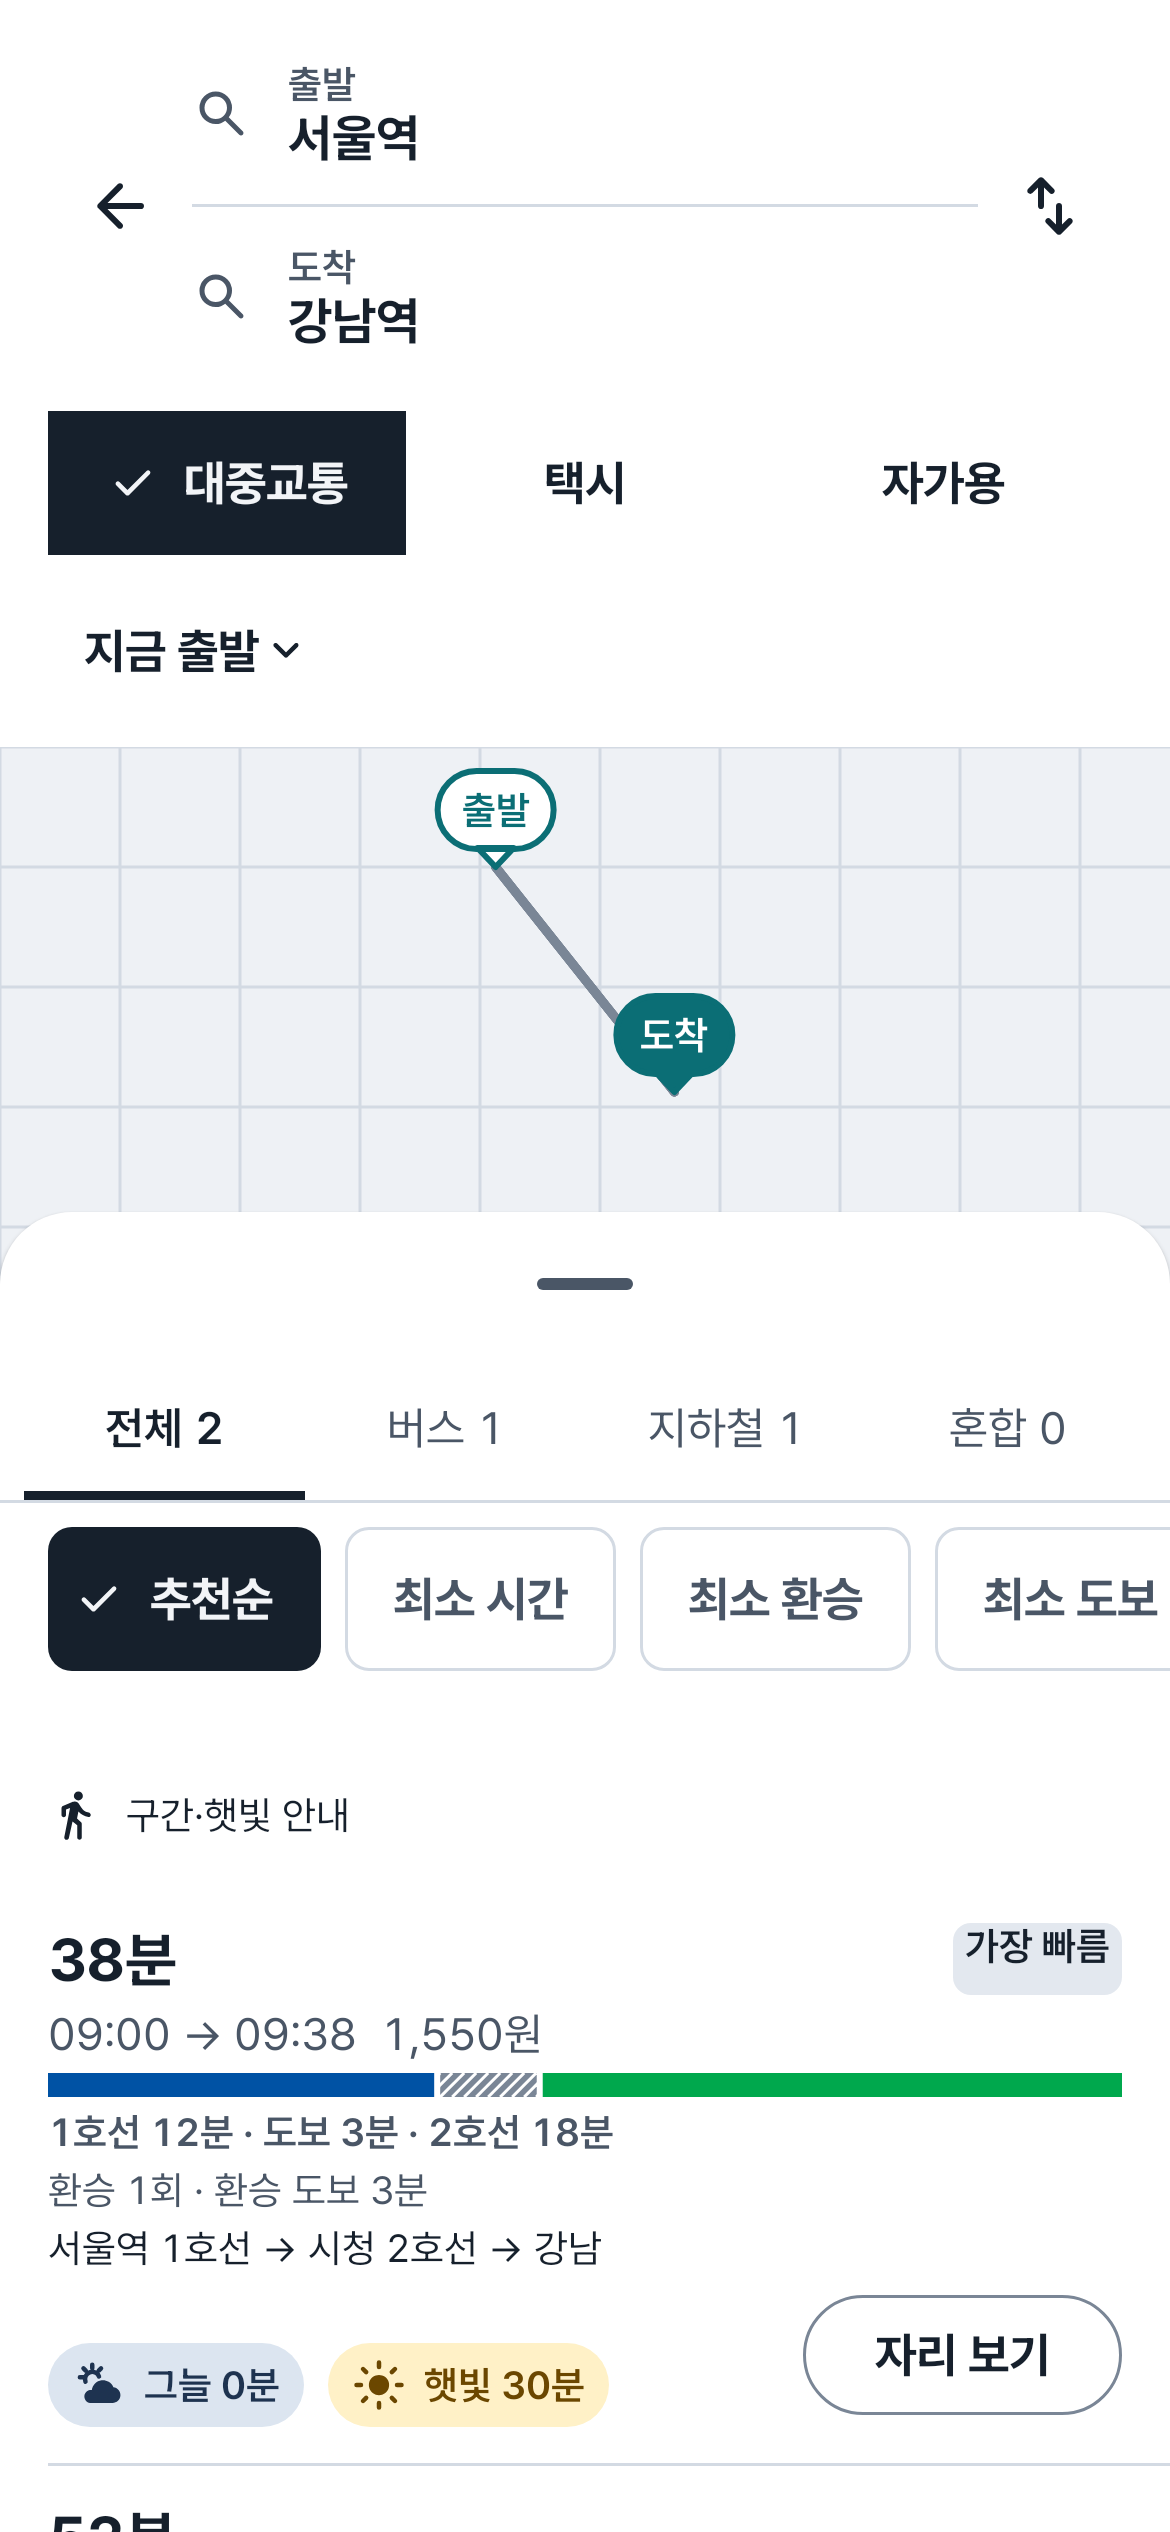 출발
서울역
도착
강남역
대중교통 택시 자가용
지금 출발
출발
도착
전체 2 버스 1 지하철 1 혼합 0
추천순 최소 시간 최소 환승 최소 도보
구간·햇빛 안내
38분 가장 빠름
09:00 → 09:38 1,550원
1호선 12분 · 도보 3분 · 2호선 18분
환승 1회 · 환승 도보 3분
서울역 1호선 → 시청 2호선 → 강남
자리 보기
그늘 0분 햇빛 30분